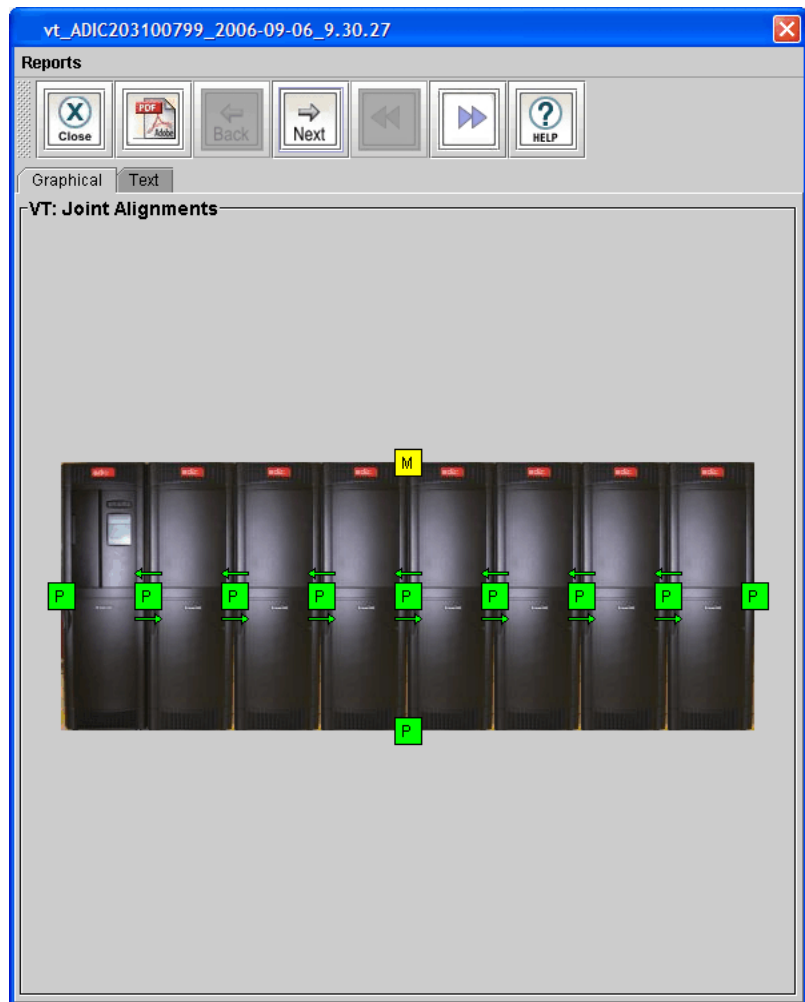 vt_ADIC203100799_2006-09-06_9.30.27
Reports
Close
PDF
Adobe
Back
Next
?
HELP
Graphical
Text
VT: Joint Alignments
M
P P P P P P P P P
P